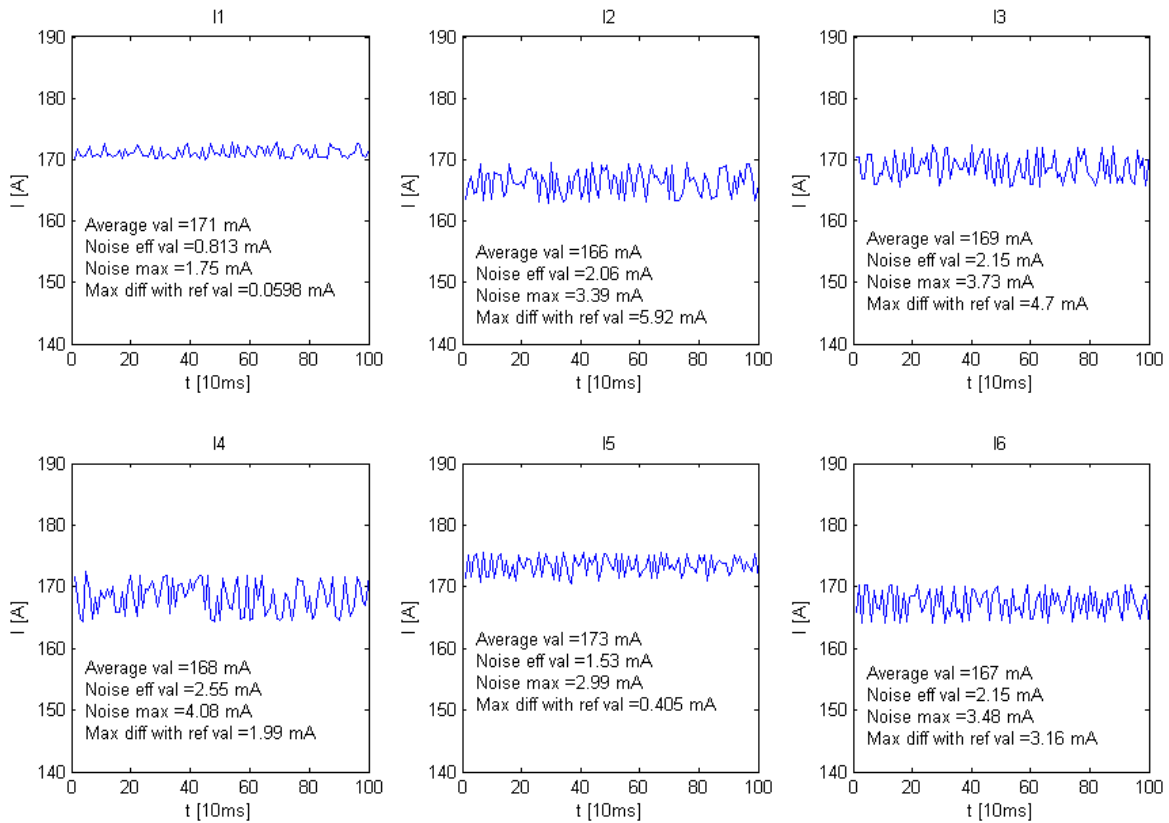 I1
190
180
170
160
150
140
I [A]
Average val =171 mA
Noise eff val =0.813 mA
Noise max =1.75 mA
Max diff with ref val =0.0598 mA
0 20 40 60 80 100
t [10ms]
I2
190
180
170
160
150
140
I [A]
Average val =166 mA
Noise eff val =2.06 mA
Noise max =3.39 mA
Max diff with ref val =5.92 mA
0 20 40 60 80 100
t [10ms]
I3
190
180
170
160
150
140
I [A]
Average val =169 mA
Noise eff val =2.15 mA
Noise max =3.73 mA
Max diff with ref val =4.7 mA
0 20 40 60 80 100
t [10ms]
I4
190
180
170
160
150
140
I [A]
Average val =168 mA
Noise eff val =2.55 mA
Noise max =4.08 mA
Max diff with ref val =1.99 mA
0 20 40 60 80 100
t [10ms]
I5
190
180
170
160
150
140
I [A]
Average val =173 mA
Noise eff val =1.53 mA
Noise max =2.99 mA
Max diff with ref val =0.405 mA
0 20 40 60 80 100
t [10ms]
I6
190
180
170
160
150
140
I [A]
Average val =167 mA
Noise eff val =2.15 mA
Noise max =3.48 mA
Max diff with ref val =3.16 mA
0 20 40 60 80 100
t [10ms]